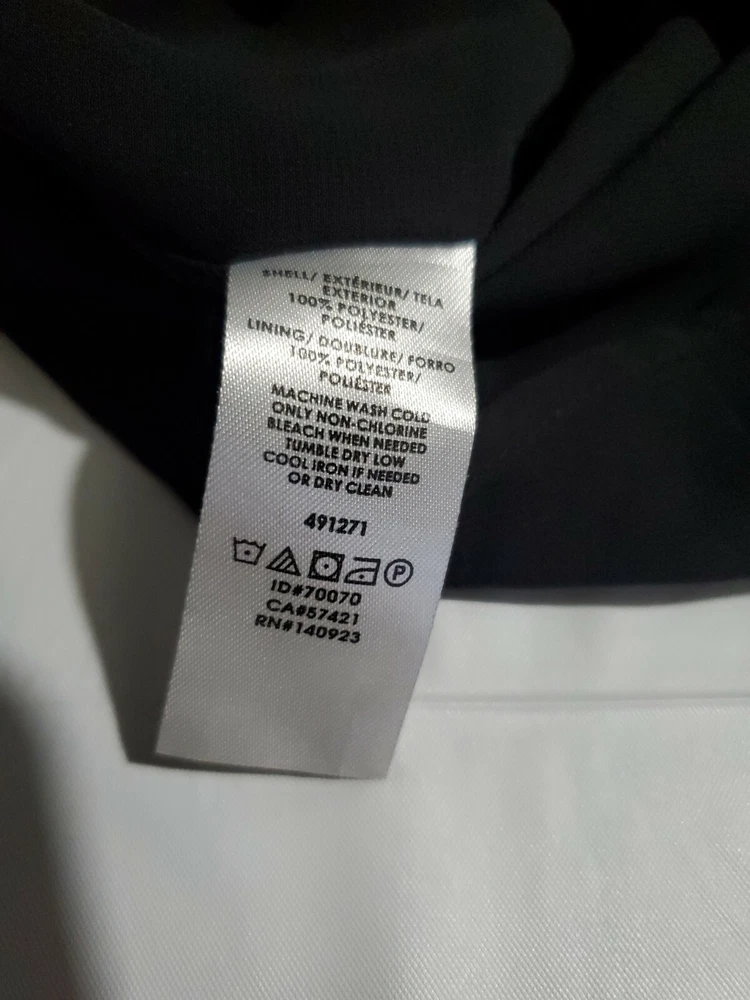 SHELL/ EXTÉRIEUR/ TELA
EXTERIOR
100% POLYESTER/
POLIÉSTER
LINING/ DOUBLURE/ FORRO
100% POLYESTER/
POLIÉSTER
MACHINE WASH COLD
ONLY NON-CHLORINE
BLEACH WHEN NEEDED
TUMBLE DRY LOW
COOL IRON IF NEEDED
OR DRY CLEAN
491271
P
ID#70070
CA#57421
RN#140923